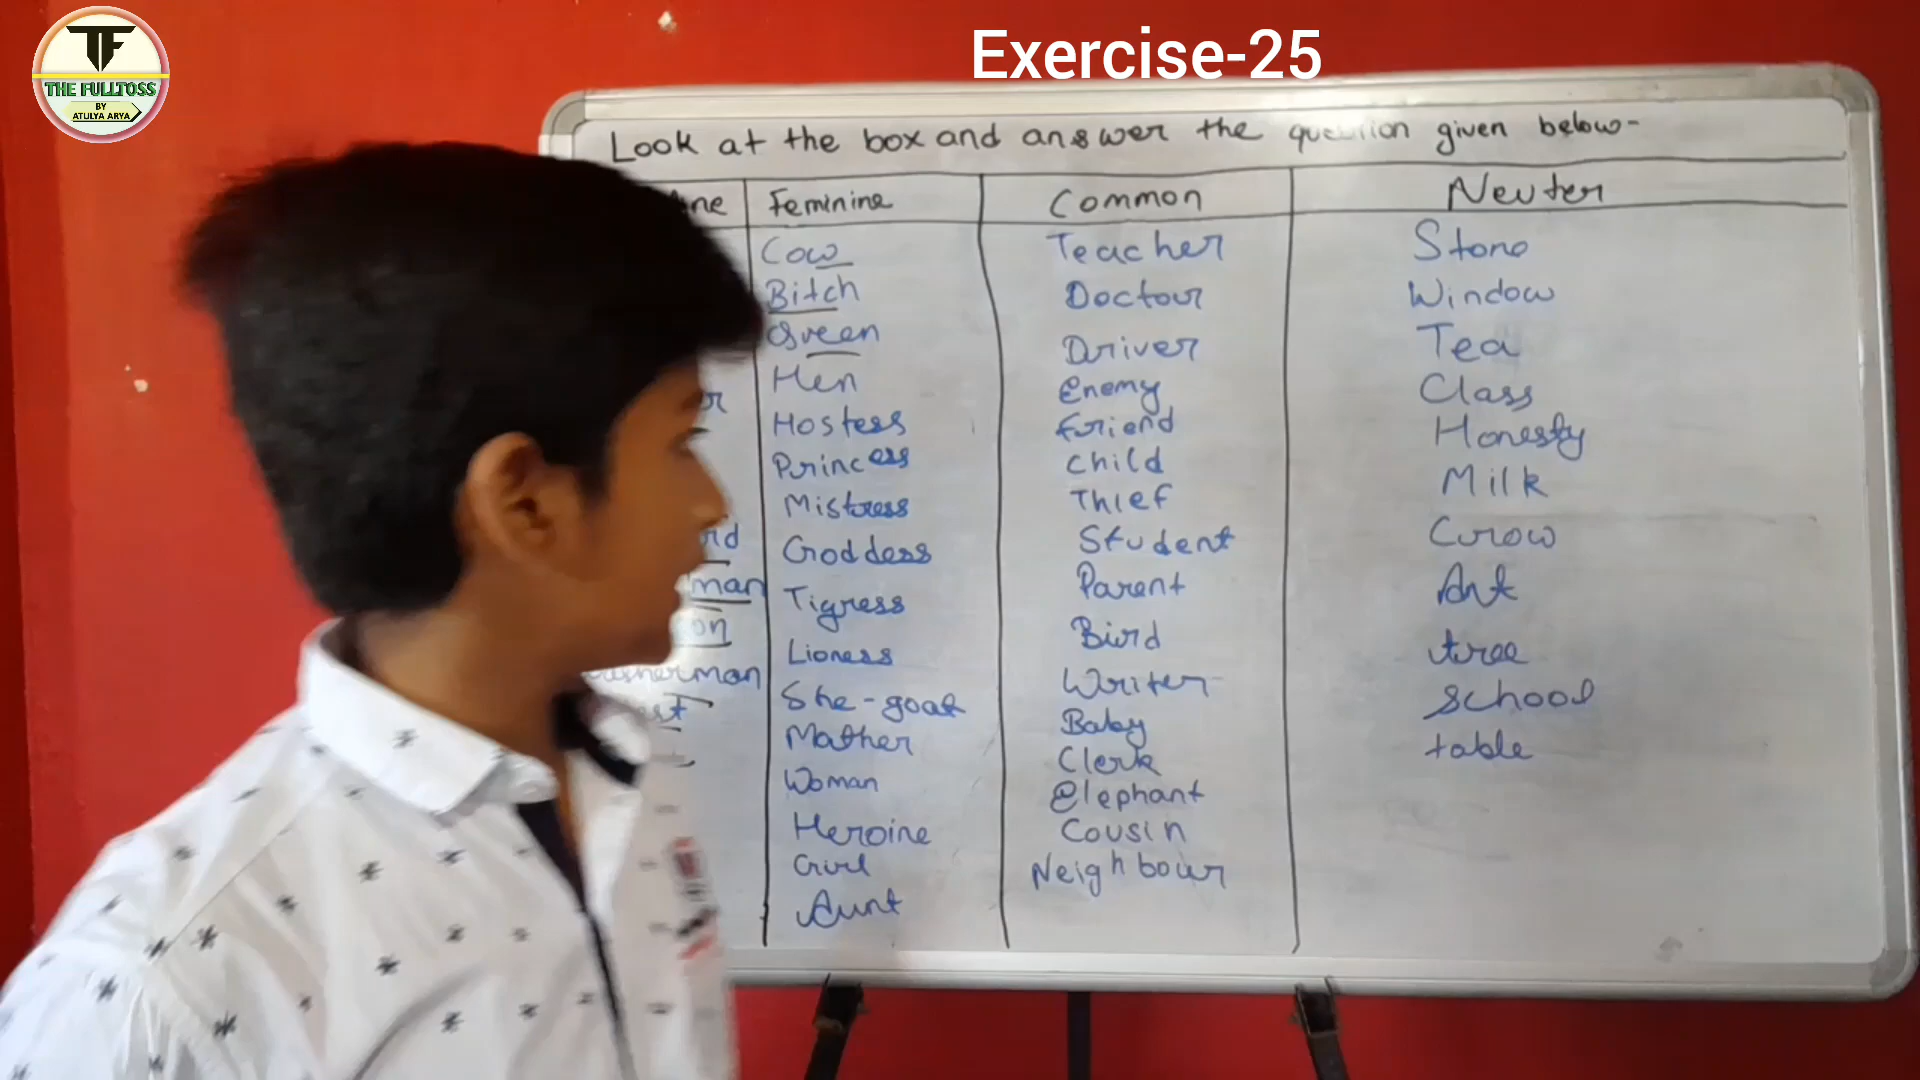 TF
THE FULLTOSS
BY
ATULYA ARYA
Exercise-25
Look at the box and answer the question given below-
Feminine
Cow
Bitch
Queen
Hen
Hostess
Princess
Mistress
Goddess
Tigress
Lioness
She-goat
Mather
Woman
Heroine
Girl
Aunt
Common
Teacher
Doctour
Driver
Enemy
friend
child
Thief
Student
Parent
Bird
Writer
Baby
Clerk
Elephant
Cousin
Neighbour
Neuter
Stone
Window
Tea
Class
Honesty
Milk
Crow
Ant
tree
school
table